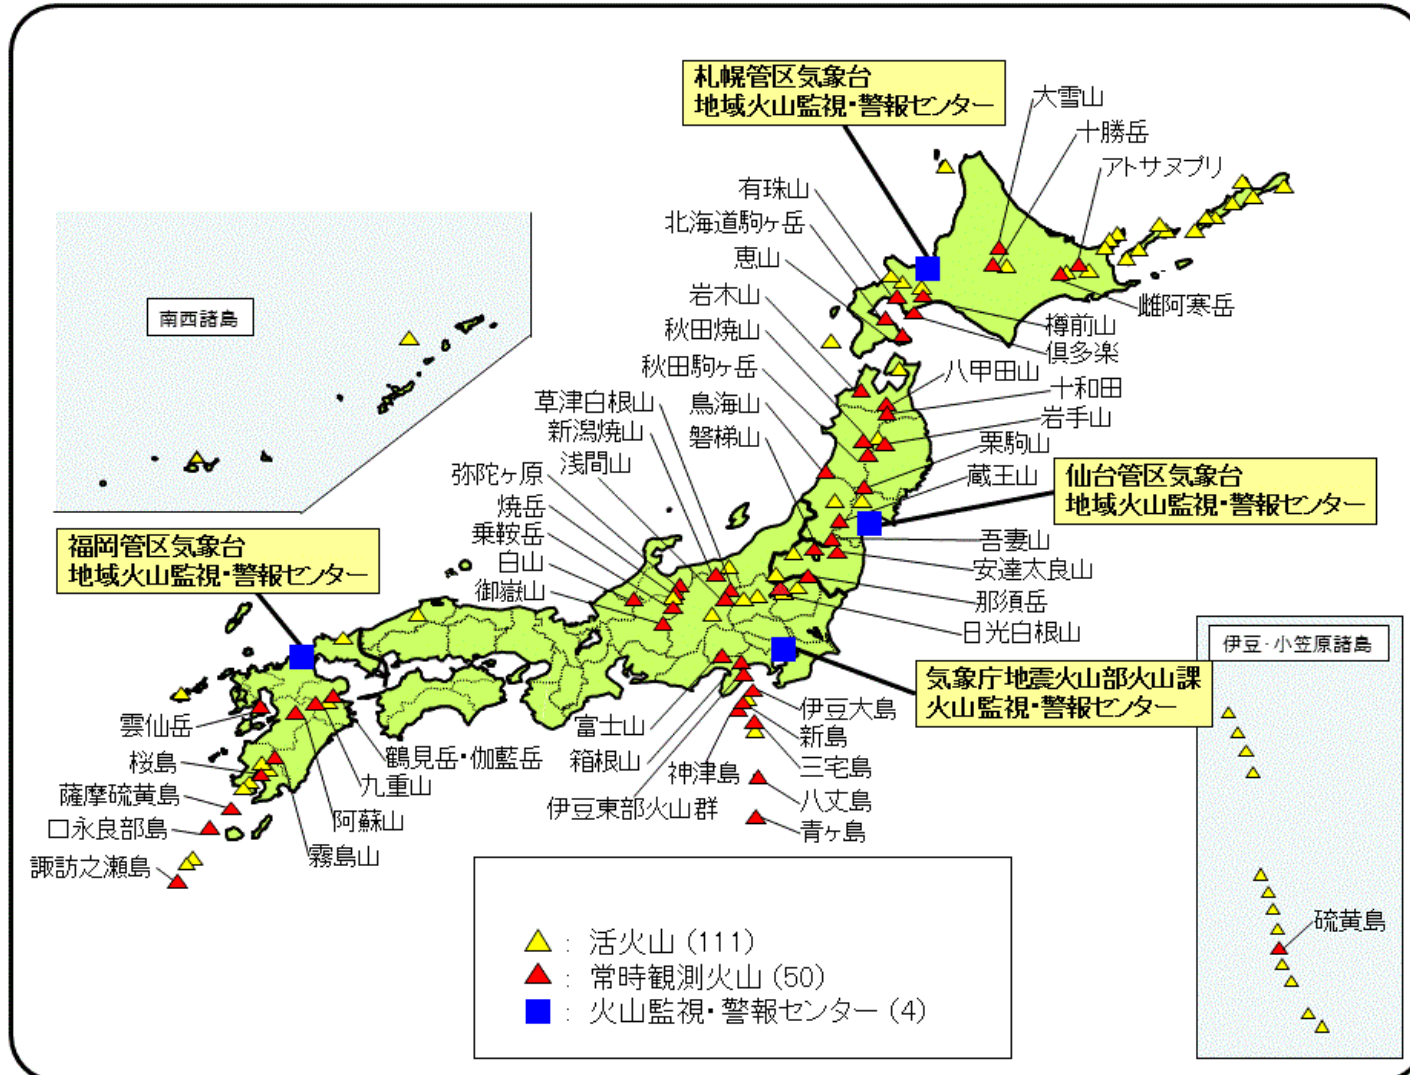 札幌管区気象台
地域火山監視・警報センター
大雪山
十勝岳
アトサヌプリ
有珠山
北海道駒ヶ岳
恵山
岩木山
秋田焼山
秋田駒ヶ岳
雌阿寒岳
樽前山
倶多楽
南西諸島
草津白根山
鳥海山
新潟焼山
磐梯山
浅間山
弥陀ヶ原
焼岳
乗鞍岳
白山
御嶽山
八甲田山
十和田
岩手山
栗駒山
蔵王山
仙台管区気象台
地域火山監視・警報センター
吾妻山
安達太良山
那須岳
日光白根山
福岡管区気象台
地域火山監視・警報センター
気象庁地震火山部火山課
火山監視・警報センター
伊豆・小笠原諸島
雲仙岳
桜島
薩摩硫黄島
口永良部島
諏訪之瀬島
鶴見岳・伽藍岳
九重山
阿蘇山
霧島山
富士山
箱根山
伊豆東部火山群
神津島
伊豆大島
新島
三宅島
八丈島
青ヶ島
硫黄島
： 活火山 (111)
： 常時観測火山 (50)
： 火山監視・警報センター (4)